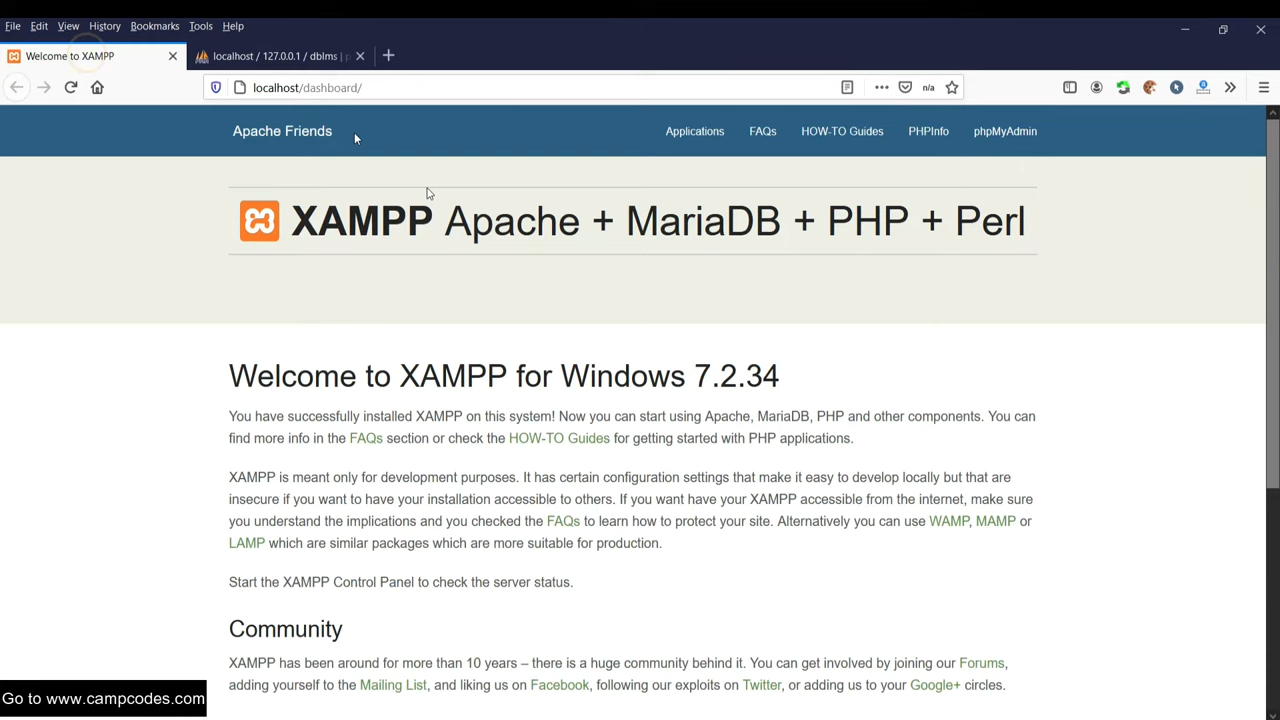 File Edit View History Bookmarks Tools Help
Welcome to XAMPP
localhost / 127.0.0.1 / dblms |
localhost/dashboard/
n/a
Apache Friends
Applications
FAQs
HOW-TO Guides
PHPInfo
phpMyAdmin
XAMPP Apache + MariaDB + PHP + Perl
Welcome to XAMPP for Windows 7.2.34
You have successfully installed XAMPP on this system! Now you can start using Apache, MariaDB, PHP and other components. You can
find more info in the FAQs section or check the HOW-TO Guides for getting started with PHP applications.
XAMPP is meant only for development purposes. It has certain configuration settings that make it easy to develop locally but that are
insecure if you want to have your installation accessible to others. If you want have your XAMPP accessible from the internet, make sure
you understand the implications and you checked the FAQs to learn how to protect your site. Alternatively you can use WAMP, MAMP or
LAMP which are similar packages which are more suitable for production.
Start the XAMPP Control Panel to check the server status.
Community
XAMPP has been around for more than 10 years – there is a huge community behind it. You can get involved by joining our Forums,
adding yourself to the Mailing List, and liking us on Facebook, following our exploits on Twitter, or adding us to your Google+ circles.
Go to www.campcodes.com